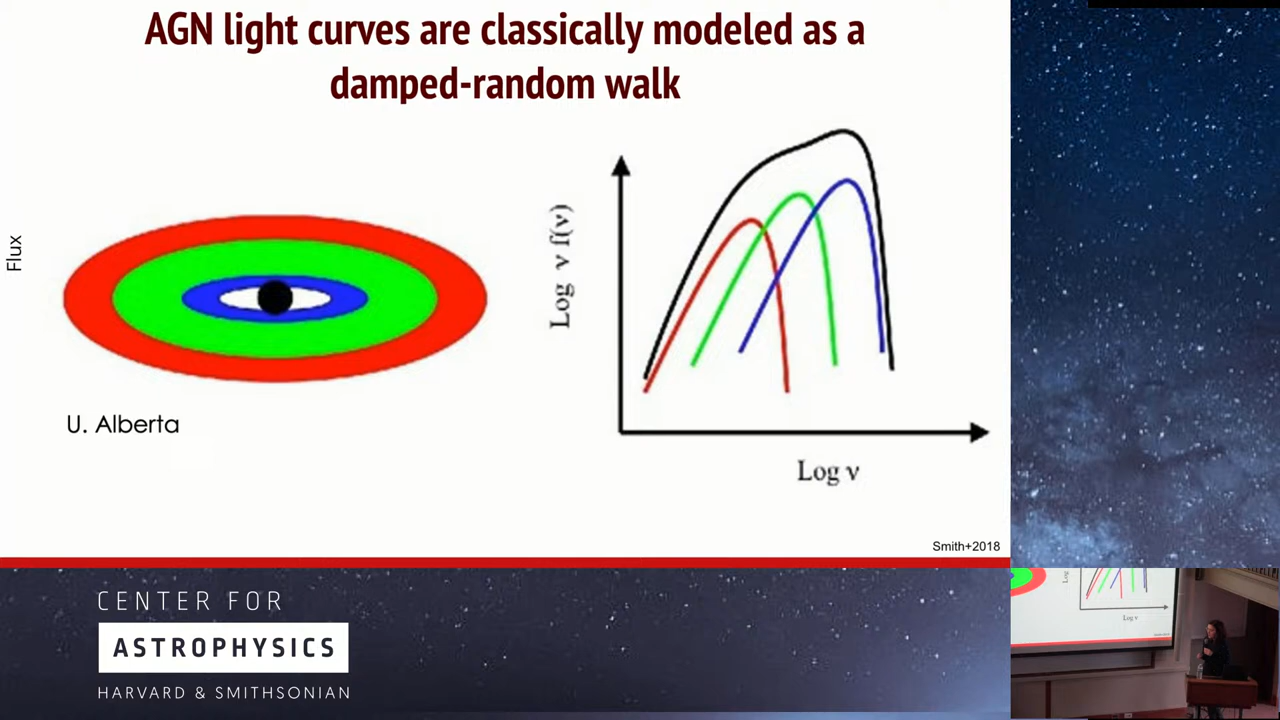 AGN light curves are classically modeled as a
damped-random walk
Flux
U. Alberta
Log ν f(ν)
Log ν
Smith+2018
CENTER FOR
ASTROPHYSICS
HARVARD & SMITHSONIAN
Log ν